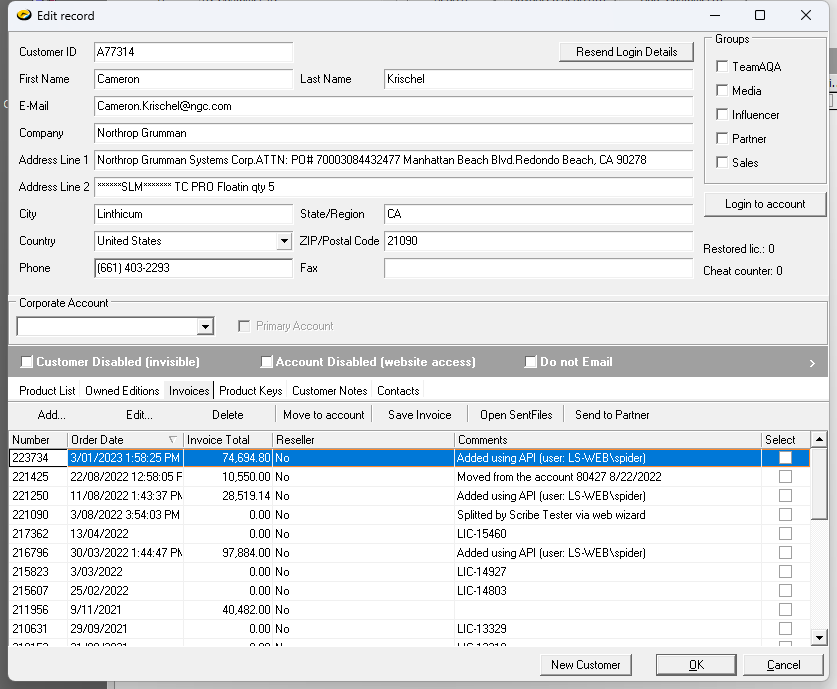 Edit record
Customer ID A77314 Resend Login Details
Groups
TeamAQA
Media
Influencer
Partner
Sales
First Name Cameron Last Name Krischel
E-Mail Cameron.Krischel@ngc.com
Company Northrop Grumman
Address Line 1 Northrop Grumman Systems Corp.ATTN: PO# 70003084432477 Manhattan Beach Blvd.Redondo Beach, CA 90278
Address Line 2 ******SLM******* TC PRO Floatin qty 5
City Linthicum State/Region CA
Login to account
Country United States ZIP/Postal Code 21090
Phone (661) 403-2293 Fax
Restored lic.: 0
Cheat counter: 0
Corporate Account
Primary Account
Customer Disabled (invisible) Account Disabled (website access) Do not Email
Product List Owned Editions Invoices Product Keys Customer Notes Contacts
Add... Edit... Delete Move to account Save Invoice Open SentFiles Send to Partner
Number Order Date Invoice Total Reseller Comments Select
223734 3/01/2023 1:58:25 PM 74,694.80 No Added using API (user: LS-WEB\spider)
221425 22/08/2022 12:58:05 F 10,550.00 No Moved from the account 80427 8/22/2022
221250 11/08/2022 1:43:37 PM 28,519.14 No Added using API (user: LS-WEB\spider)
221090 3/08/2022 3:54:03 PM 0.00 No Splitted by Scribe Tester via web wizard
217362 13/04/2022 0.00 No LIC-15460
216796 30/03/2022 1:44:47 PM 97,884.00 No Added using API (user: LS-WEB\spider)
215823 3/03/2022 0.00 No LIC-14927
215607 25/02/2022 0.00 No LIC-14803
211956 9/11/2021 40,482.00 No
210631 29/09/2021 0.00 No LIC-13329
New Customer OK Cancel